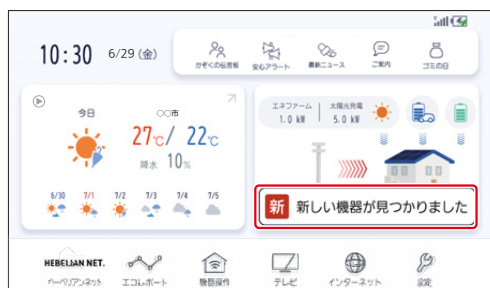 10:30 6/29 (金)
かぞくの伝言板 安心アラート 最新ニュース ご案内 ゴミの日
今日 〇〇市
27℃/ 22℃
降水 10%
6/30 7/1 7/2 7/3 7/4 7/5
エネファーム 太陽光発電
1.0 kW 5.0 kW
新 新しい機器が見つかりました
HEBELIAN NET.
ヘーベリアンネット エコレポート 機器操作 テレビ インターネット 設定